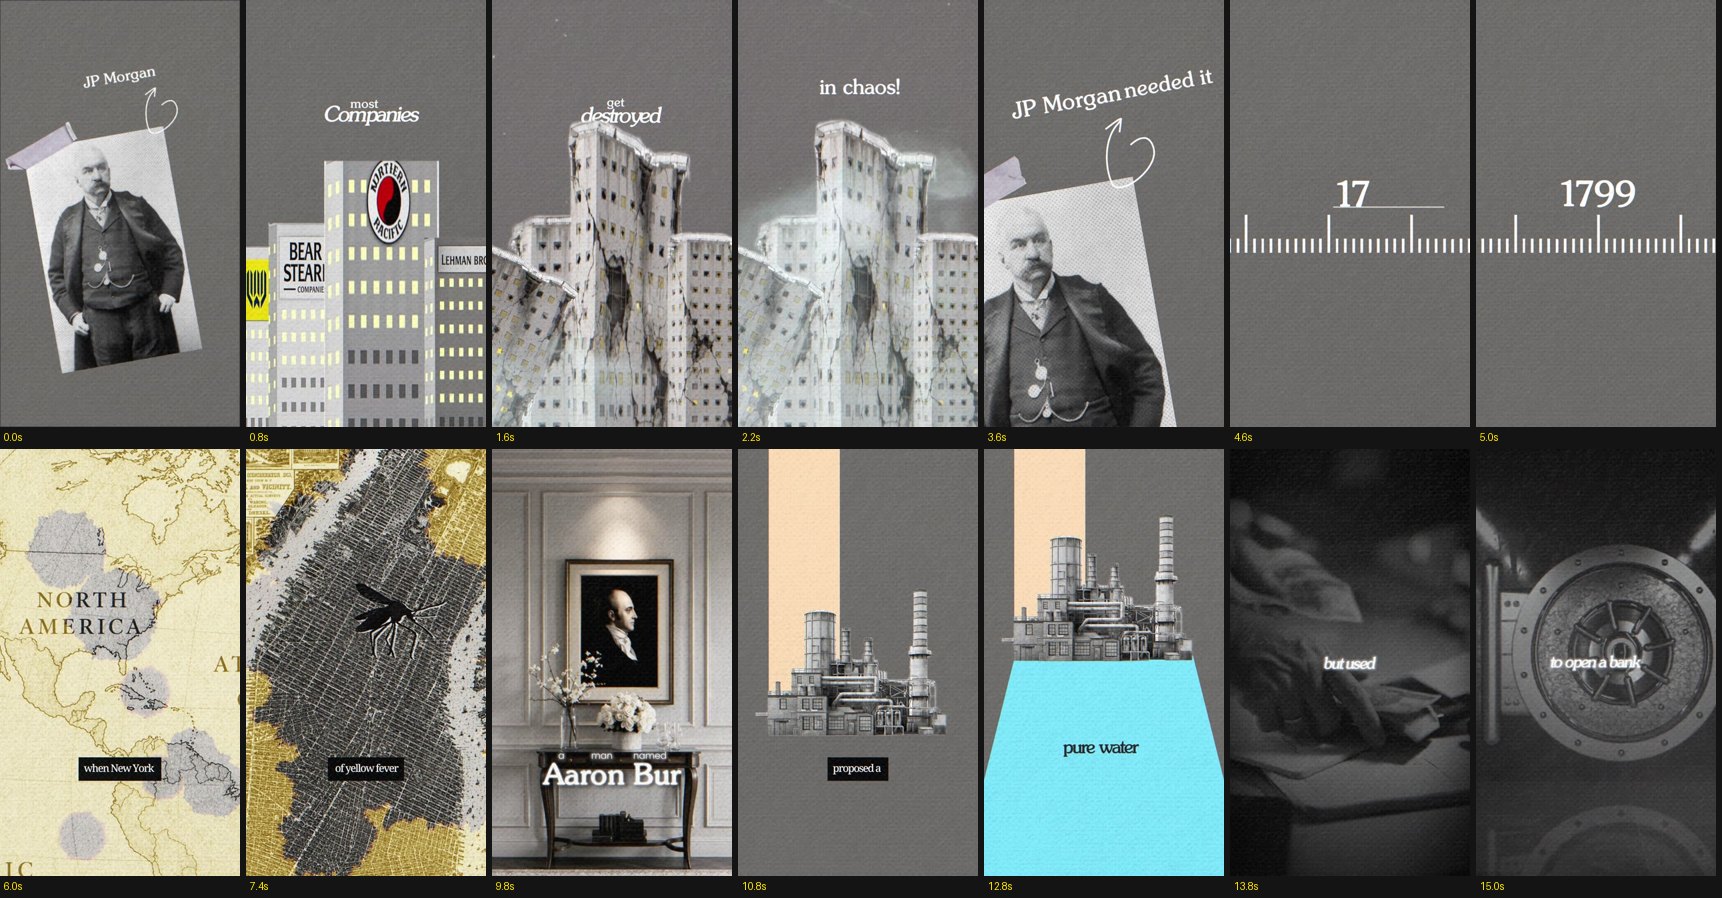 JP Morgan
most
Companies
NORTHERN
PACIFIC
BEAR
STEAR
COMPANIE
LEHMAN BRO
get
destroyed
in chaos!
JP Morgan needed it
17
1799
0.0s
0.8s
1.6s
2.2s
3.6s
4.6s
5.0s
NORTH
AMERICA
AT
IC
when New York
AND VICINITY.
of yellow fever
a man named
Aaron Bur
proposed a
pure water
but used
to open a bank
6.0s
7.4s
9.8s
10.8s
12.8s
13.8s
15.0s